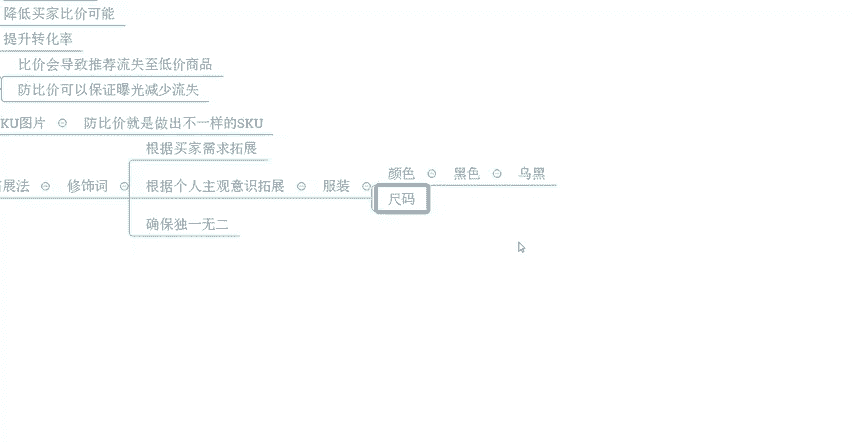 降低买家比价可能
提升转化率
比价会导致推荐流失至低价商品
防比价可以保证曝光减少流失
KU图片 防比价就是做出不一样的SKU
根据买家需求拓展
展法 修饰词 根据个人主观意识拓展 服装
颜色 黑色 乌黑
尺码
确保独一无二